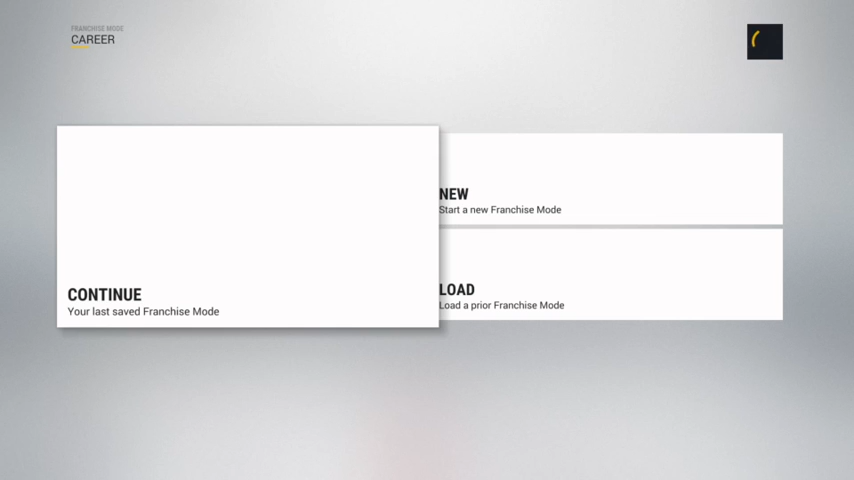 FRANCHISE MODE
CAREER
CONTINUE
Your last saved Franchise Mode
NEW
Start a new Franchise Mode
LOAD
Load a prior Franchise Mode